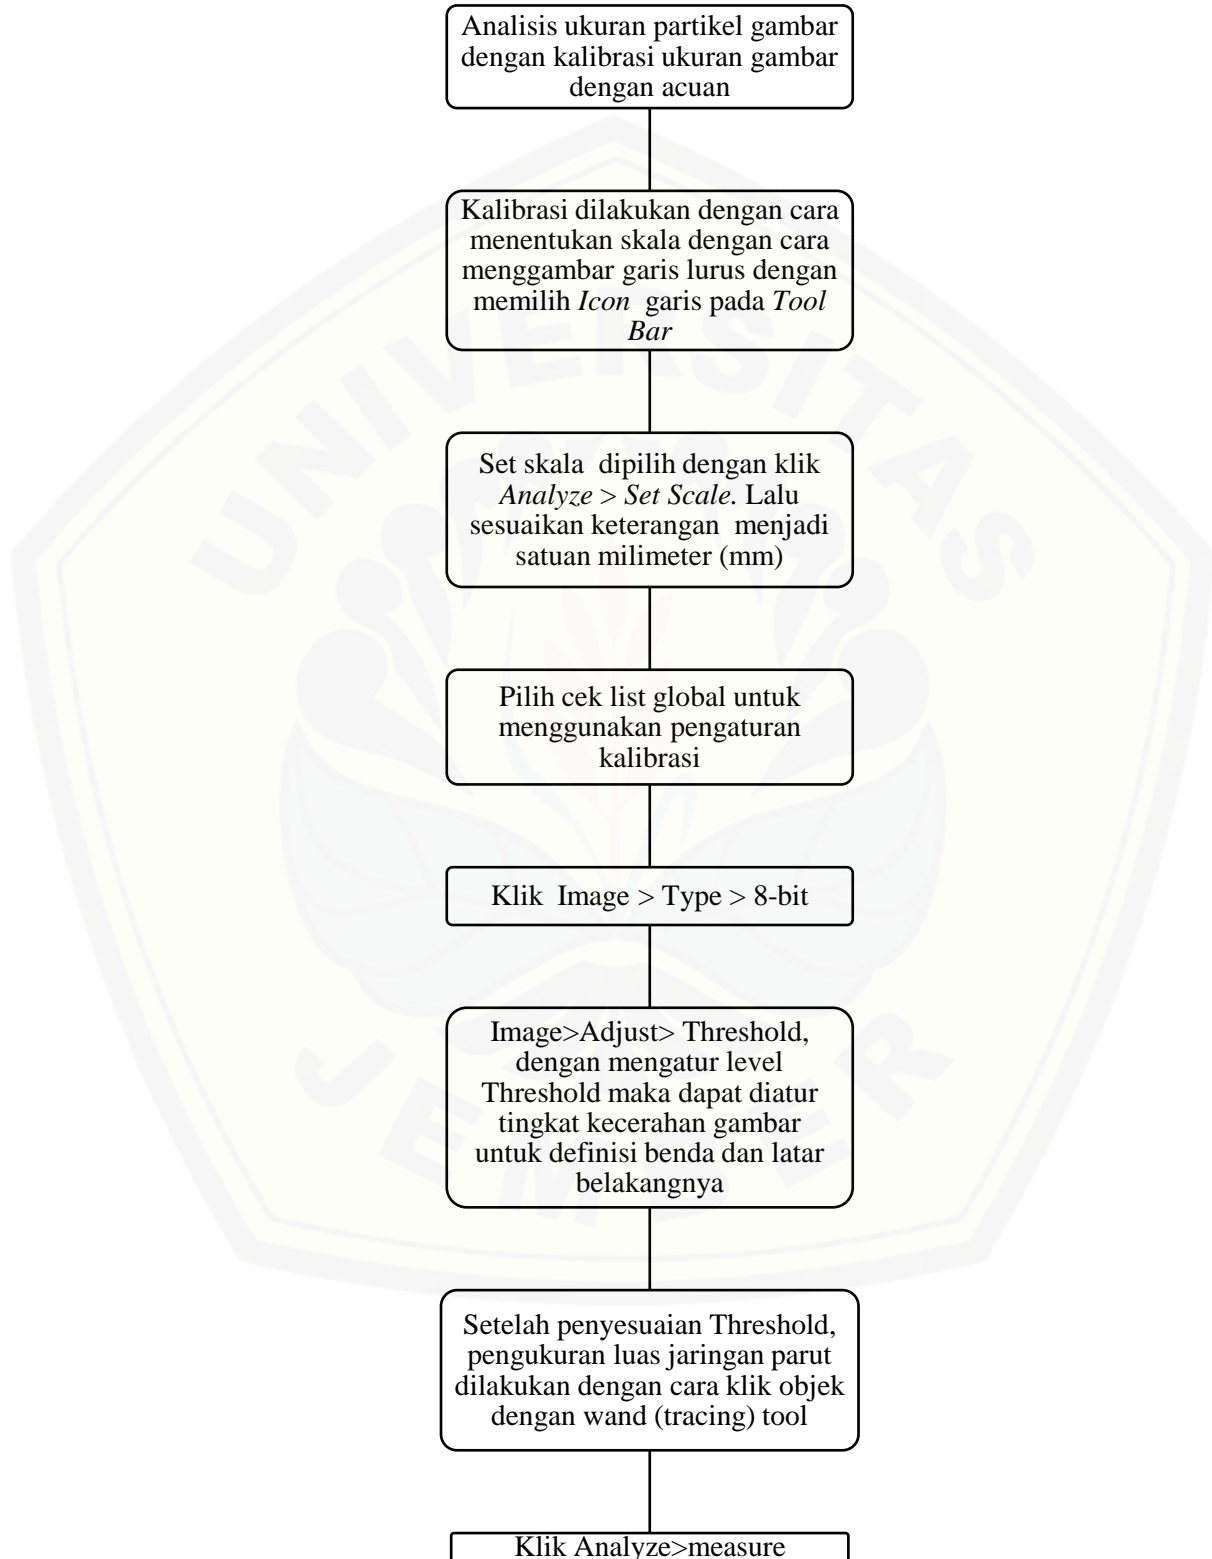 Analisis ukuran partikel gambar
dengan kalibrasi ukuran gambar
dengan acuan
Kalibrasi dilakukan dengan cara
menentukan skala dengan cara
menggambar garis lurus dengan
memilih Icon garis pada Tool
Bar
Set skala dipilih dengan klik
Analyze > Set Scale. Lalu
sesuaikan keterangan menjadi
satuan milimeter (mm)
Pilih cek list global untuk
menggunakan pengaturan
kalibrasi
Klik Image > Type > 8-bit
Image>Adjust> Threshold,
dengan mengatur level
Threshold maka dapat diatur
tingkat kecerahan gambar
untuk definisi benda dan latar
belakangnya
Setelah penyesuaian Threshold,
pengukuran luas jaringan parut
dilakukan dengan cara klik objek
dengan wand (tracing) tool
Klik Analyze>measure
UNIVERSITAS
JEMBER